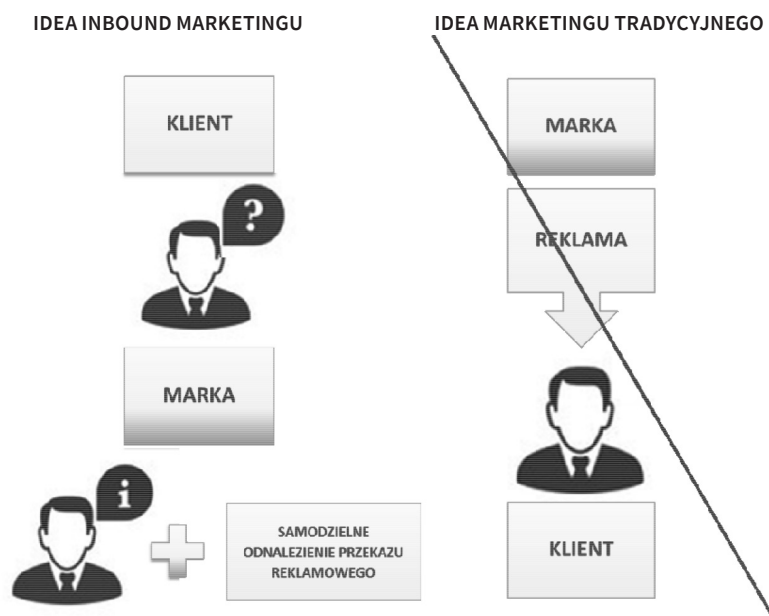 IDEA INBOUND MARKETINGU
KLIENT
?
MARKA
i
SAMODZIELNE
ODNALEZIENIE PRZEKAZU
REKLAMOWEGO
IDEA MARKETINGU TRADYCYJNEGO
MARKA
REKLAMA
KLIENT